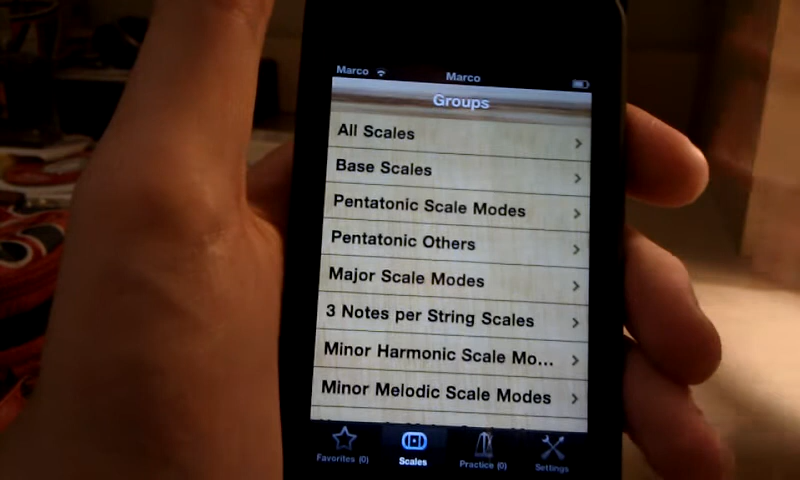 Marco Marco
Groups
All Scales
Base Scales
Pentatonic Scale Modes
Pentatonic Others
Major Scale Modes
3 Notes per String Scales
Minor Harmonic Scale Mo...
Minor Melodic Scale Modes
Favorites (0) Scales Practice (0) Settings